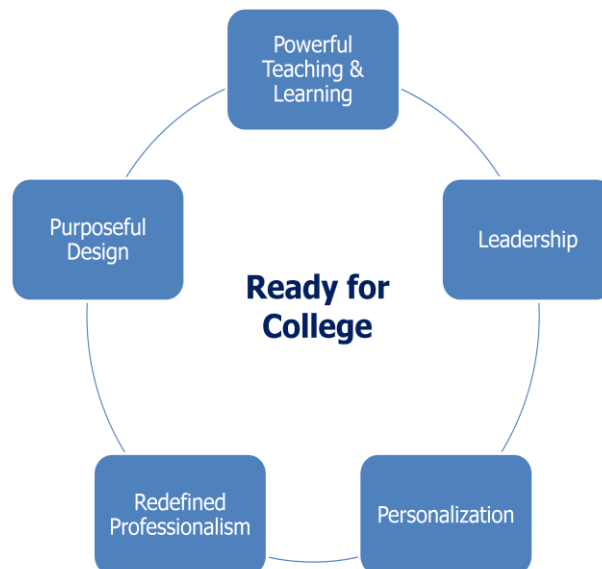 Powerful
Teaching &
Learning
Purposeful
Design
Leadership
Ready for
College
Redefined
Professionalism
Personalization